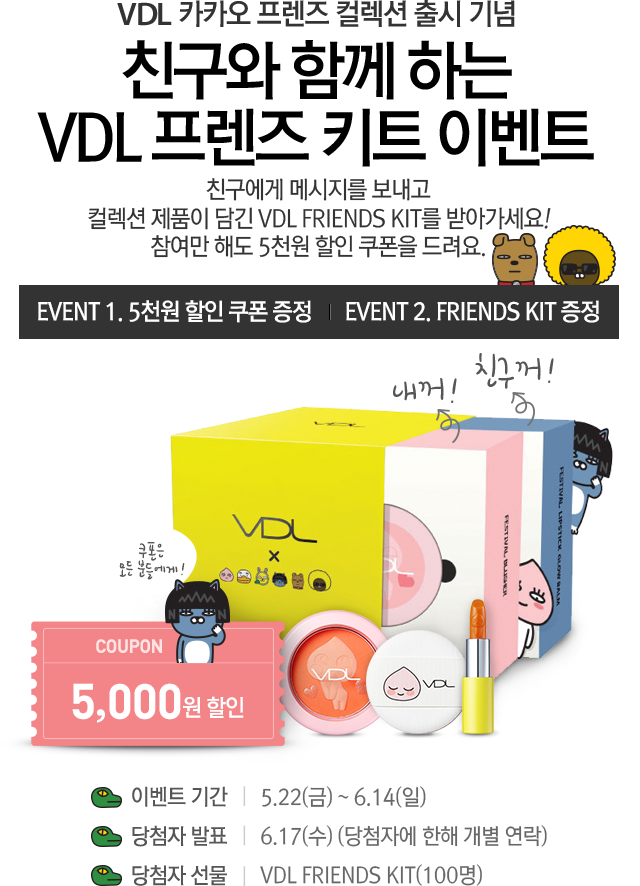 VDL 카카오 프렌즈 컬렉션 출시 기념
친구와 함께 하는
VDL 프렌즈 키트 이벤트
친구에게 메시지를 보내고
컬렉션 제품이 담긴 VDL FRIENDS KIT를 받아가세요!
참여만 해도 5천원 할인 쿠폰을 드려요.
EVENT 1. 5천원 할인 쿠폰 증정 | EVENT 2. FRIENDS KIT 증정
내꺼!
친구꺼!
VDL
VDL
×
FESTIVAL BLUSHER
FESTIVAL LIPSTICK GLOW BALM
쿠폰은
모든 분들에게!
COUPON
5,000원 할인
VDL
VDL
이벤트 기간 | 5.22(금) ~ 6.14(일)
당첨자 발표 | 6.17(수) (당첨자에 한해 개별 연락)
당첨자 선물 | VDL FRIENDS KIT(100명)